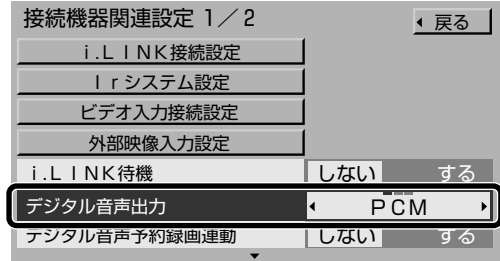 接続機器関連設定 1／2
戻る
i.LINK接続設定
Irシステム設定
ビデオ入力接続設定
外部映像入力設定
i.LINK待機 しない する
デジタル音声出力 PCM
デジタル音声予約録画連動 しない する